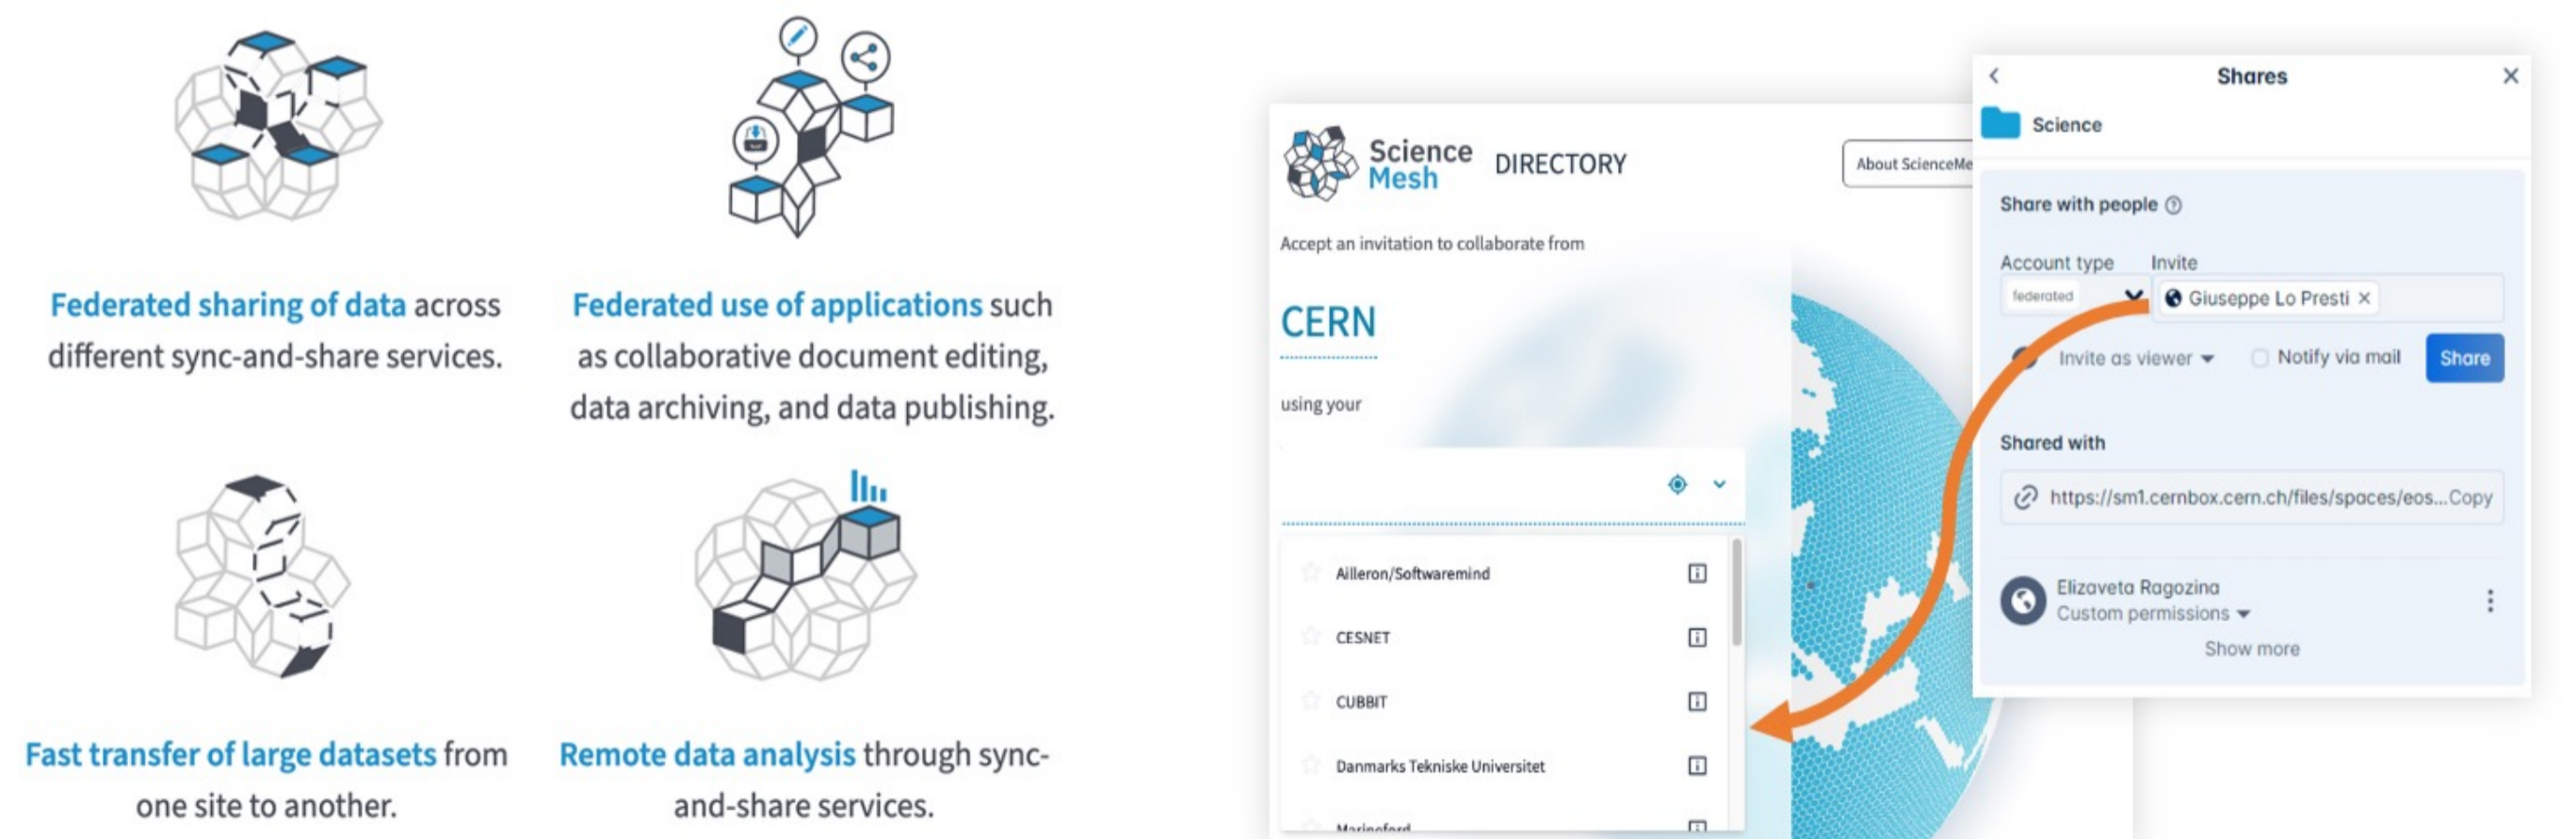 Federated sharing of data across
different sync-and-share services.
Federated use of applications such
as collaborative document editing,
data archiving, and data publishing.
Fast transfer of large datasets from
one site to another.
Remote data analysis through sync-
and-share services.
Science
Mesh
DIRECTORY
About ScienceMe
Accept an invitation to collaborate from
CERN
using your
Ailleron/Softwaremind
CESNET
CUBBIT
Danmarks Tekniske Universitet
Shares
Science
Share with people
Account type Invite
federated Giuseppe Lo Presti
Invite as viewer Notify via mail Share
Shared with
https://sm1.cernbox.cern.ch/files/spaces/eos...Copy
Elizaveta Ragozina
Custom permissions
Show more